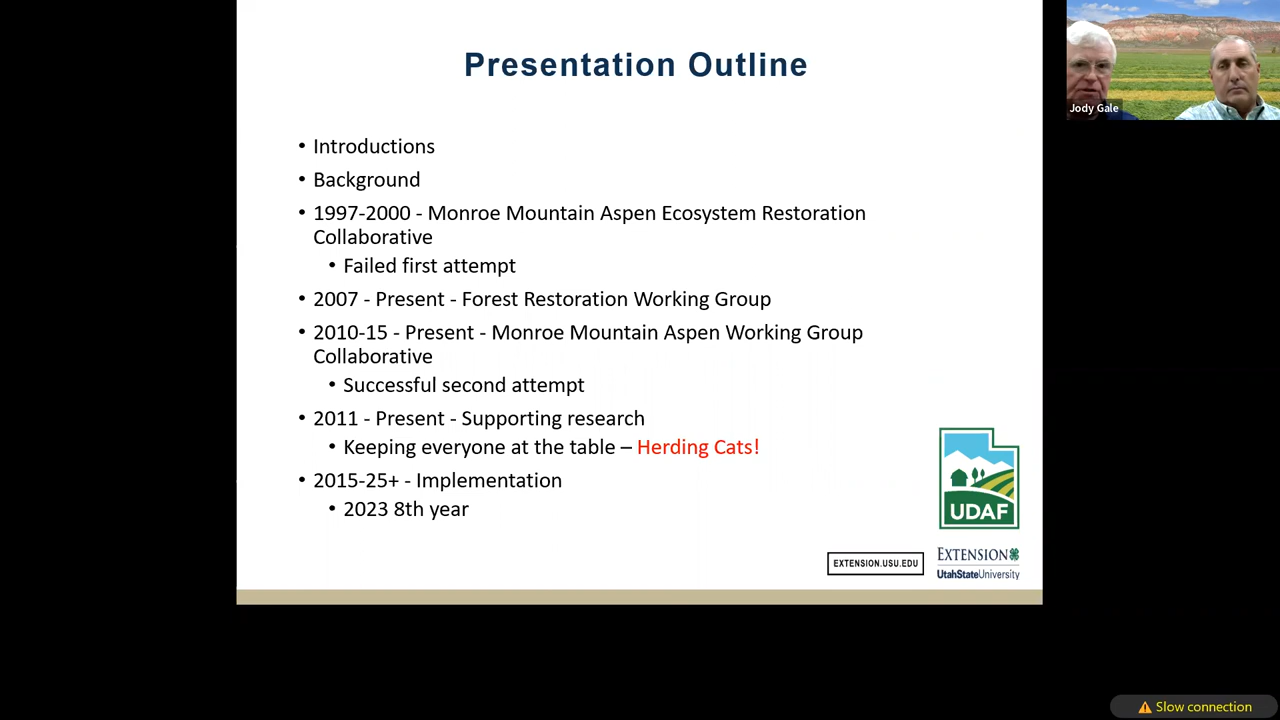 Presentation Outline
Jody Gale
• Introductions
• Background
• 1997-2000 - Monroe Mountain Aspen Ecosystem Restoration
Collaborative
• Failed first attempt
• 2007 - Present - Forest Restoration Working Group
• 2010-15 - Present - Monroe Mountain Aspen Working Group
Collaborative
• Successful second attempt
• 2011 - Present - Supporting research
• Keeping everyone at the table – Herding Cats!
• 2015-25+ - Implementation
• 2023 8th year
UDAF
EXTENSION.USU.EDU
EXTENSION
UtahStateUniversity
Slow connection